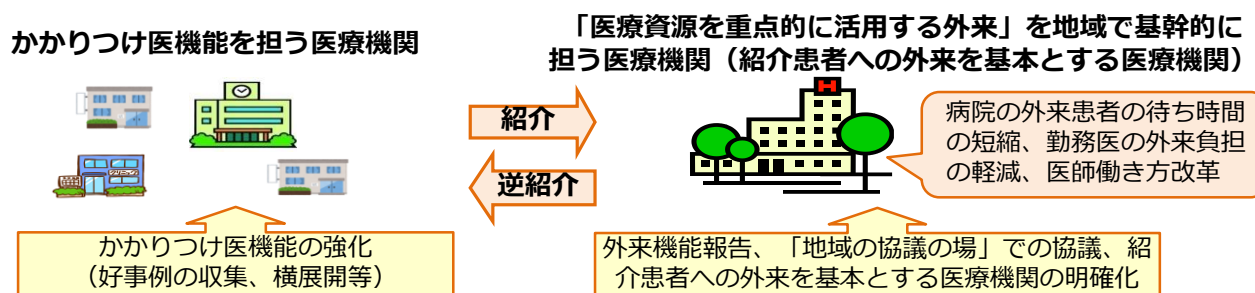 かかりつけ医機能を担う医療機関
「医療資源を重点的に活用する外来」を地域で基幹的に
担う医療機関（紹介患者への外来を基本とする医療機関）
紹介
逆紹介
H
病院の外来患者の待ち時間
の短縮、勤務医の外来負担
の軽減、医師働き方改革
かかりつけ医機能の強化
（好事例の収集、横展開等）
外来機能報告、「地域の協議の場」での協議、紹
介患者への外来を基本とする医療機関の明確化